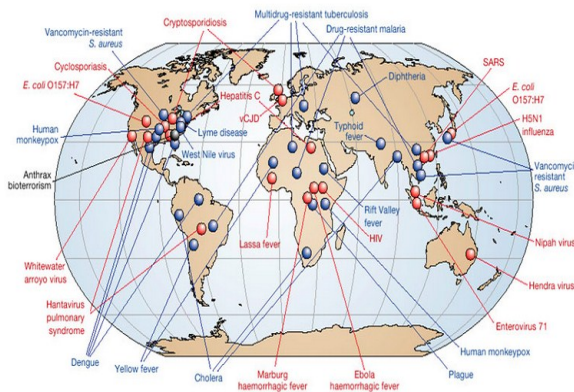 Vancomycin-resistant
S. aureus
Cryptosporidiosis
Multidrug-resistant tuberculosis
Drug-resistant malaria
SARS
Cyclosporiasis
E. coli O157:H7
Hepatitis C
vCJD
Diphtheria
E. coli
O157:H7
H5N1
influenza
Human
monkeypox
Lyme disease
West Nile virus
Typhoid
fever
Vancomycin
resistant
S. aureus
Anthrax
bioterrorism
Lassa fever
HIV
Rift Valley
fever
Nipah virus
Hendra virus
Whitewater
arroyo virus
Hantavirus
pulmonary
syndrome
Enterovirus 71
Dengue
Yellow fever
Cholera
Marburg
haemorrhagic fever
Ebola
haemorrhagic fever
Human monkeypox
Plague